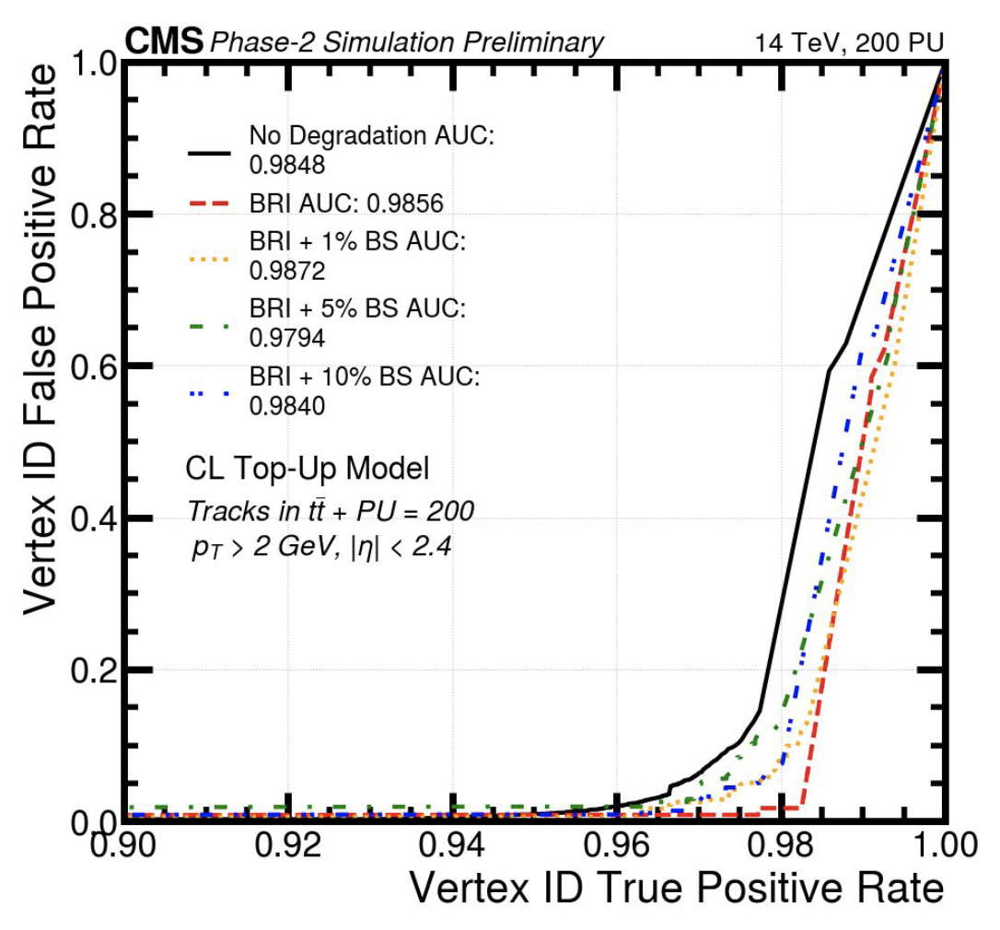 CMS Phase-2 Simulation Preliminary 14 TeV, 200 PU
Vertex ID False Positive Rate
1.0
0.8
0.6
0.4
0.2
0.0
No Degradation AUC:
0.9848
BRI AUC: 0.9856
BRI + 1% BS AUC:
0.9872
BRI + 5% BS AUC:
0.9794
BRI + 10% BS AUC:
0.9840
CL Top-Up Model
Tracks in tt̄ + PU = 200
pT > 2 GeV, |η| < 2.4
0.90 0.92 0.94 0.96 0.98 1.00
Vertex ID True Positive Rate